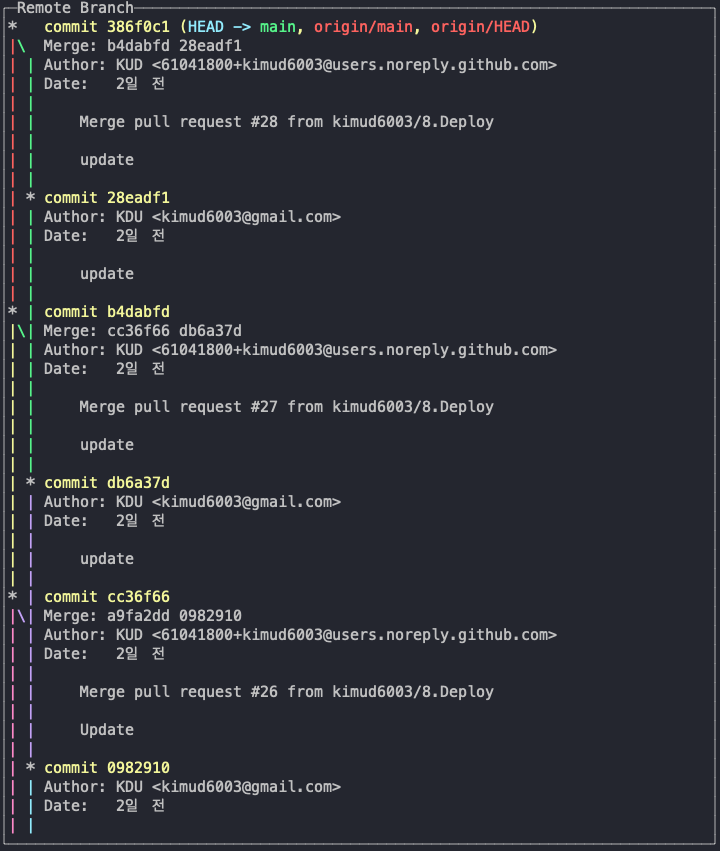 Remote Branch
* commit 386f0c1 (HEAD -> main, origin/main, origin/HEAD)
|\ Merge: b4dabfd 28eadf1
| | Author: KUD <61041800+kimud6003@users.noreply.github.com>
| | Date: 2일 전
| |
| | Merge pull request #28 from kimud6003/8.Deploy
| |
| | update
| |
| * commit 28eadf1
| | Author: KDU <kimud6003@gmail.com>
| | Date: 2일 전
| |
| | update
| |
* | commit b4dabfd
|\| Merge: cc36f66 db6a37d
| | Author: KUD <61041800+kimud6003@users.noreply.github.com>
| | Date: 2일 전
| |
| | Merge pull request #27 from kimud6003/8.Deploy
| |
| | update
| |
| * commit db6a37d
| | Author: KDU <kimud6003@gmail.com>
| | Date: 2일 전
| |
| | update
| |
* | commit cc36f66
|\| Merge: a9fa2dd 0982910
| | Author: KUD <61041800+kimud6003@users.noreply.github.com>
| | Date: 2일 전
| |
| | Merge pull request #26 from kimud6003/8.Deploy
| |
| | Update
| |
| * commit 0982910
| | Author: KDU <kimud6003@gmail.com>
| | Date: 2일 전
| |